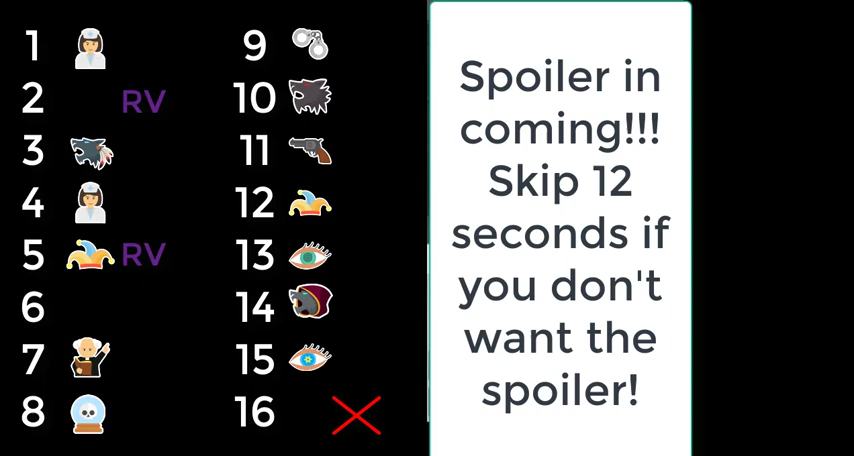 1
2 RV
3
4
5 RV
6
7
8
9
10
11
12
13
14
15
16
Spoiler in
coming!!!
Skip 12
seconds if
you don't
want the
spoiler!